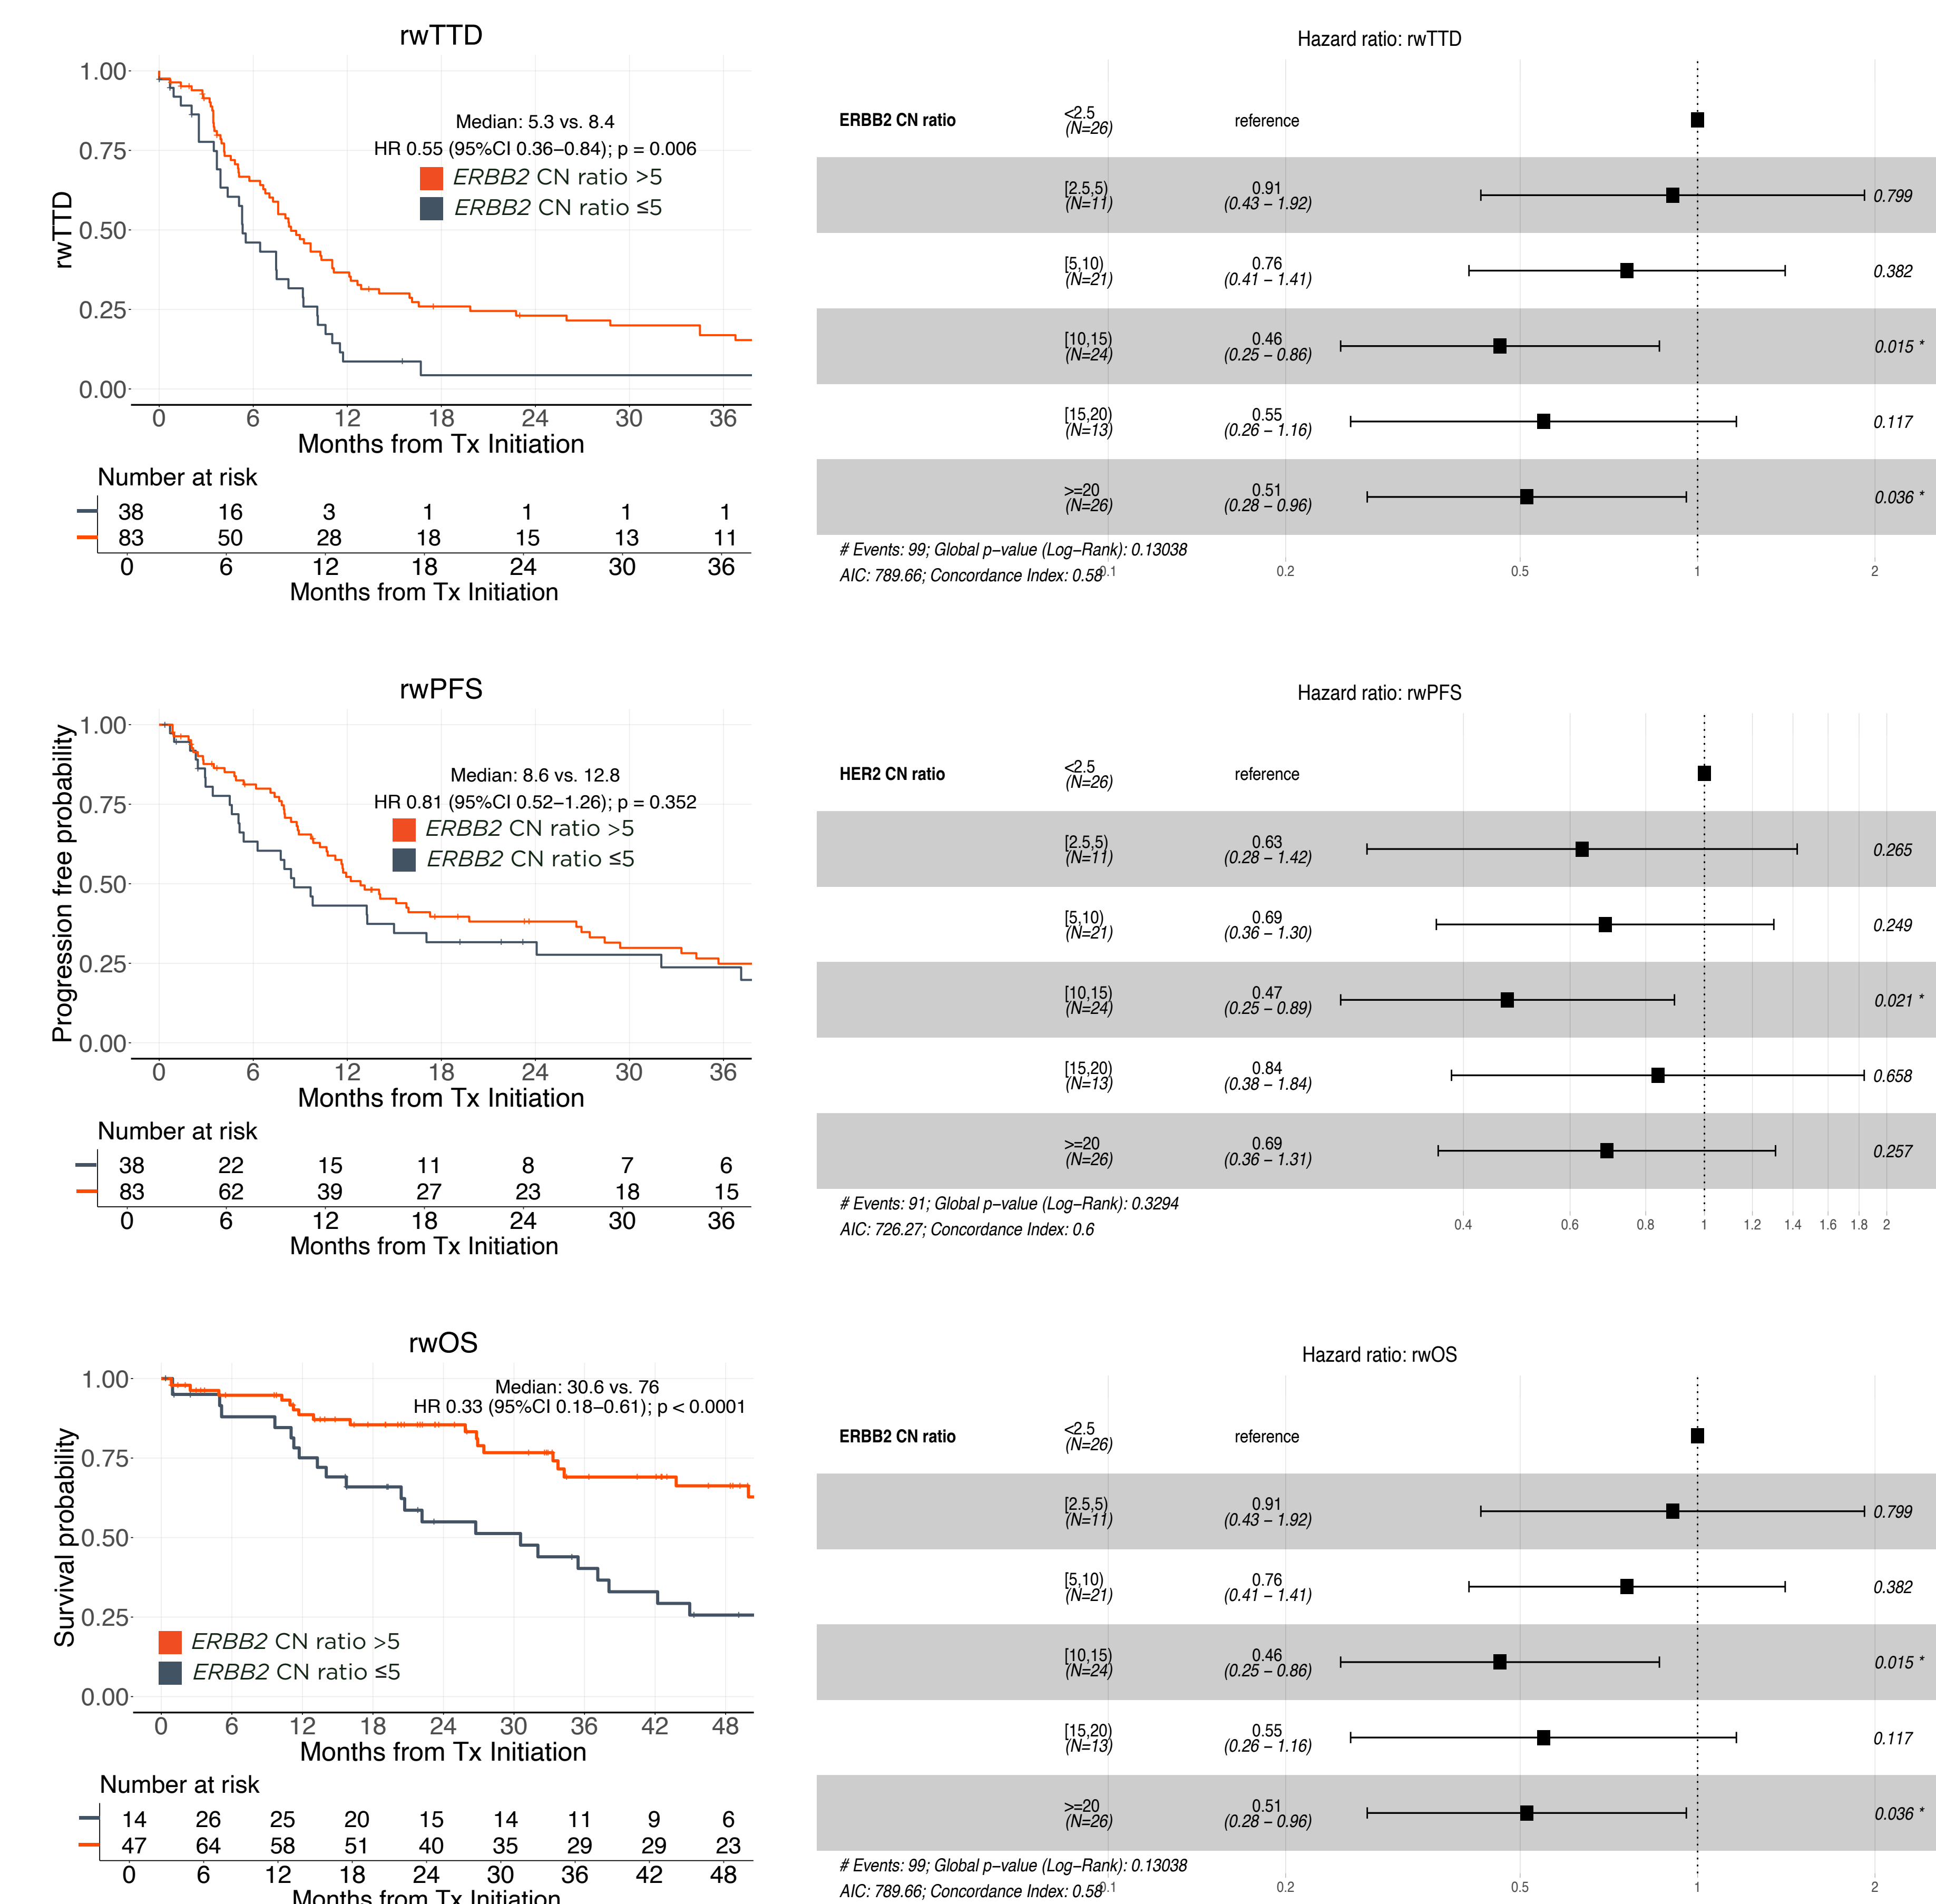 rwTTD
rwTTD
1.00
0.75
0.50
0.25
0.00
Median: 5.3 vs. 8.4
HR 0.55 (95%CI 0.36–0.84); p = 0.006
ERBB2 CN ratio >5
ERBB2 CN ratio ≤5
0 6 12 18 24 30 36
Months from Tx Initiation
Number at risk
38 16 3 1 1 1 1
83 50 28 18 15 13 11
0 6 12 18 24 30 36
Months from Tx Initiation
Hazard ratio: rwTTD
ERBB2 CN ratio <2.5 reference
(N=26)
[2.5,5) 0.91 0.799
(N=11) (0.43 – 1.92)
[5,10) 0.76 0.382
(N=21) (0.41 – 1.41)
[10,15) 0.46 0.015 *
(N=24) (0.25 – 0.86)
[15,20) 0.55 0.117
(N=13) (0.26 – 1.16)
>=20 0.51 0.036 *
(N=26) (0.28 – 0.96)
# Events: 99; Global p−value (Log−Rank): 0.13038
AIC: 789.66; Concordance Index: 0.58
0.1 0.2 0.5 1 2
rwPFS
Progression free probability
1.00
0.75
0.50
0.25
0.00
Median: 8.6 vs. 12.8
HR 0.81 (95%CI 0.52–1.26); p = 0.352
ERBB2 CN ratio >5
ERBB2 CN ratio ≤5
0 6 12 18 24 30 36
Months from Tx Initiation
Number at risk
38 22 15 11 8 7 6
83 62 39 27 23 18 15
0 6 12 18 24 30 36
Months from Tx Initiation
Hazard ratio: rwPFS
HER2 CN ratio <2.5 reference
(N=26)
[2.5,5) 0.63 0.265
(N=11) (0.28 – 1.42)
[5,10) 0.69 0.249
(N=21) (0.36 – 1.30)
[10,15) 0.47 0.021 *
(N=24) (0.25 – 0.89)
[15,20) 0.84 0.658
(N=13) (0.38 – 1.84)
>=20 0.69 0.257
(N=26) (0.36 – 1.31)
# Events: 91; Global p−value (Log−Rank): 0.3294
AIC: 726.27; Concordance Index: 0.6
0.4 0.6 0.8 1 1.2 1.4 1.6 1.8 2
rwOS
Survival probability
1.00
0.75
0.50
0.25
0.00
Median: 30.6 vs. 76
HR 0.33 (95%CI 0.18–0.61); p < 0.0001
ERBB2 CN ratio >5
ERBB2 CN ratio ≤5
0 6 12 18 24 30 36 42 48
Months from Tx Initiation
Number at risk
14 26 25 20 15 14 11 9 6
47 64 58 51 40 35 29 29 23
0 6 12 18 24 30 36 42 48
Months from Tx Initiation
Hazard ratio: rwOS
ERBB2 CN ratio <2.5 reference
(N=26)
[2.5,5) 0.91 0.799
(N=11) (0.43 – 1.92)
[5,10) 0.76 0.382
(N=21) (0.41 – 1.41)
[10,15) 0.46 0.015 *
(N=24) (0.25 – 0.86)
[15,20) 0.55 0.117
(N=13) (0.26 – 1.16)
>=20 0.51 0.036 *
(N=26) (0.28 – 0.96)
# Events: 99; Global p−value (Log−Rank): 0.13038
AIC: 789.66; Concordance Index: 0.58
0.1 0.2 0.5 1 2